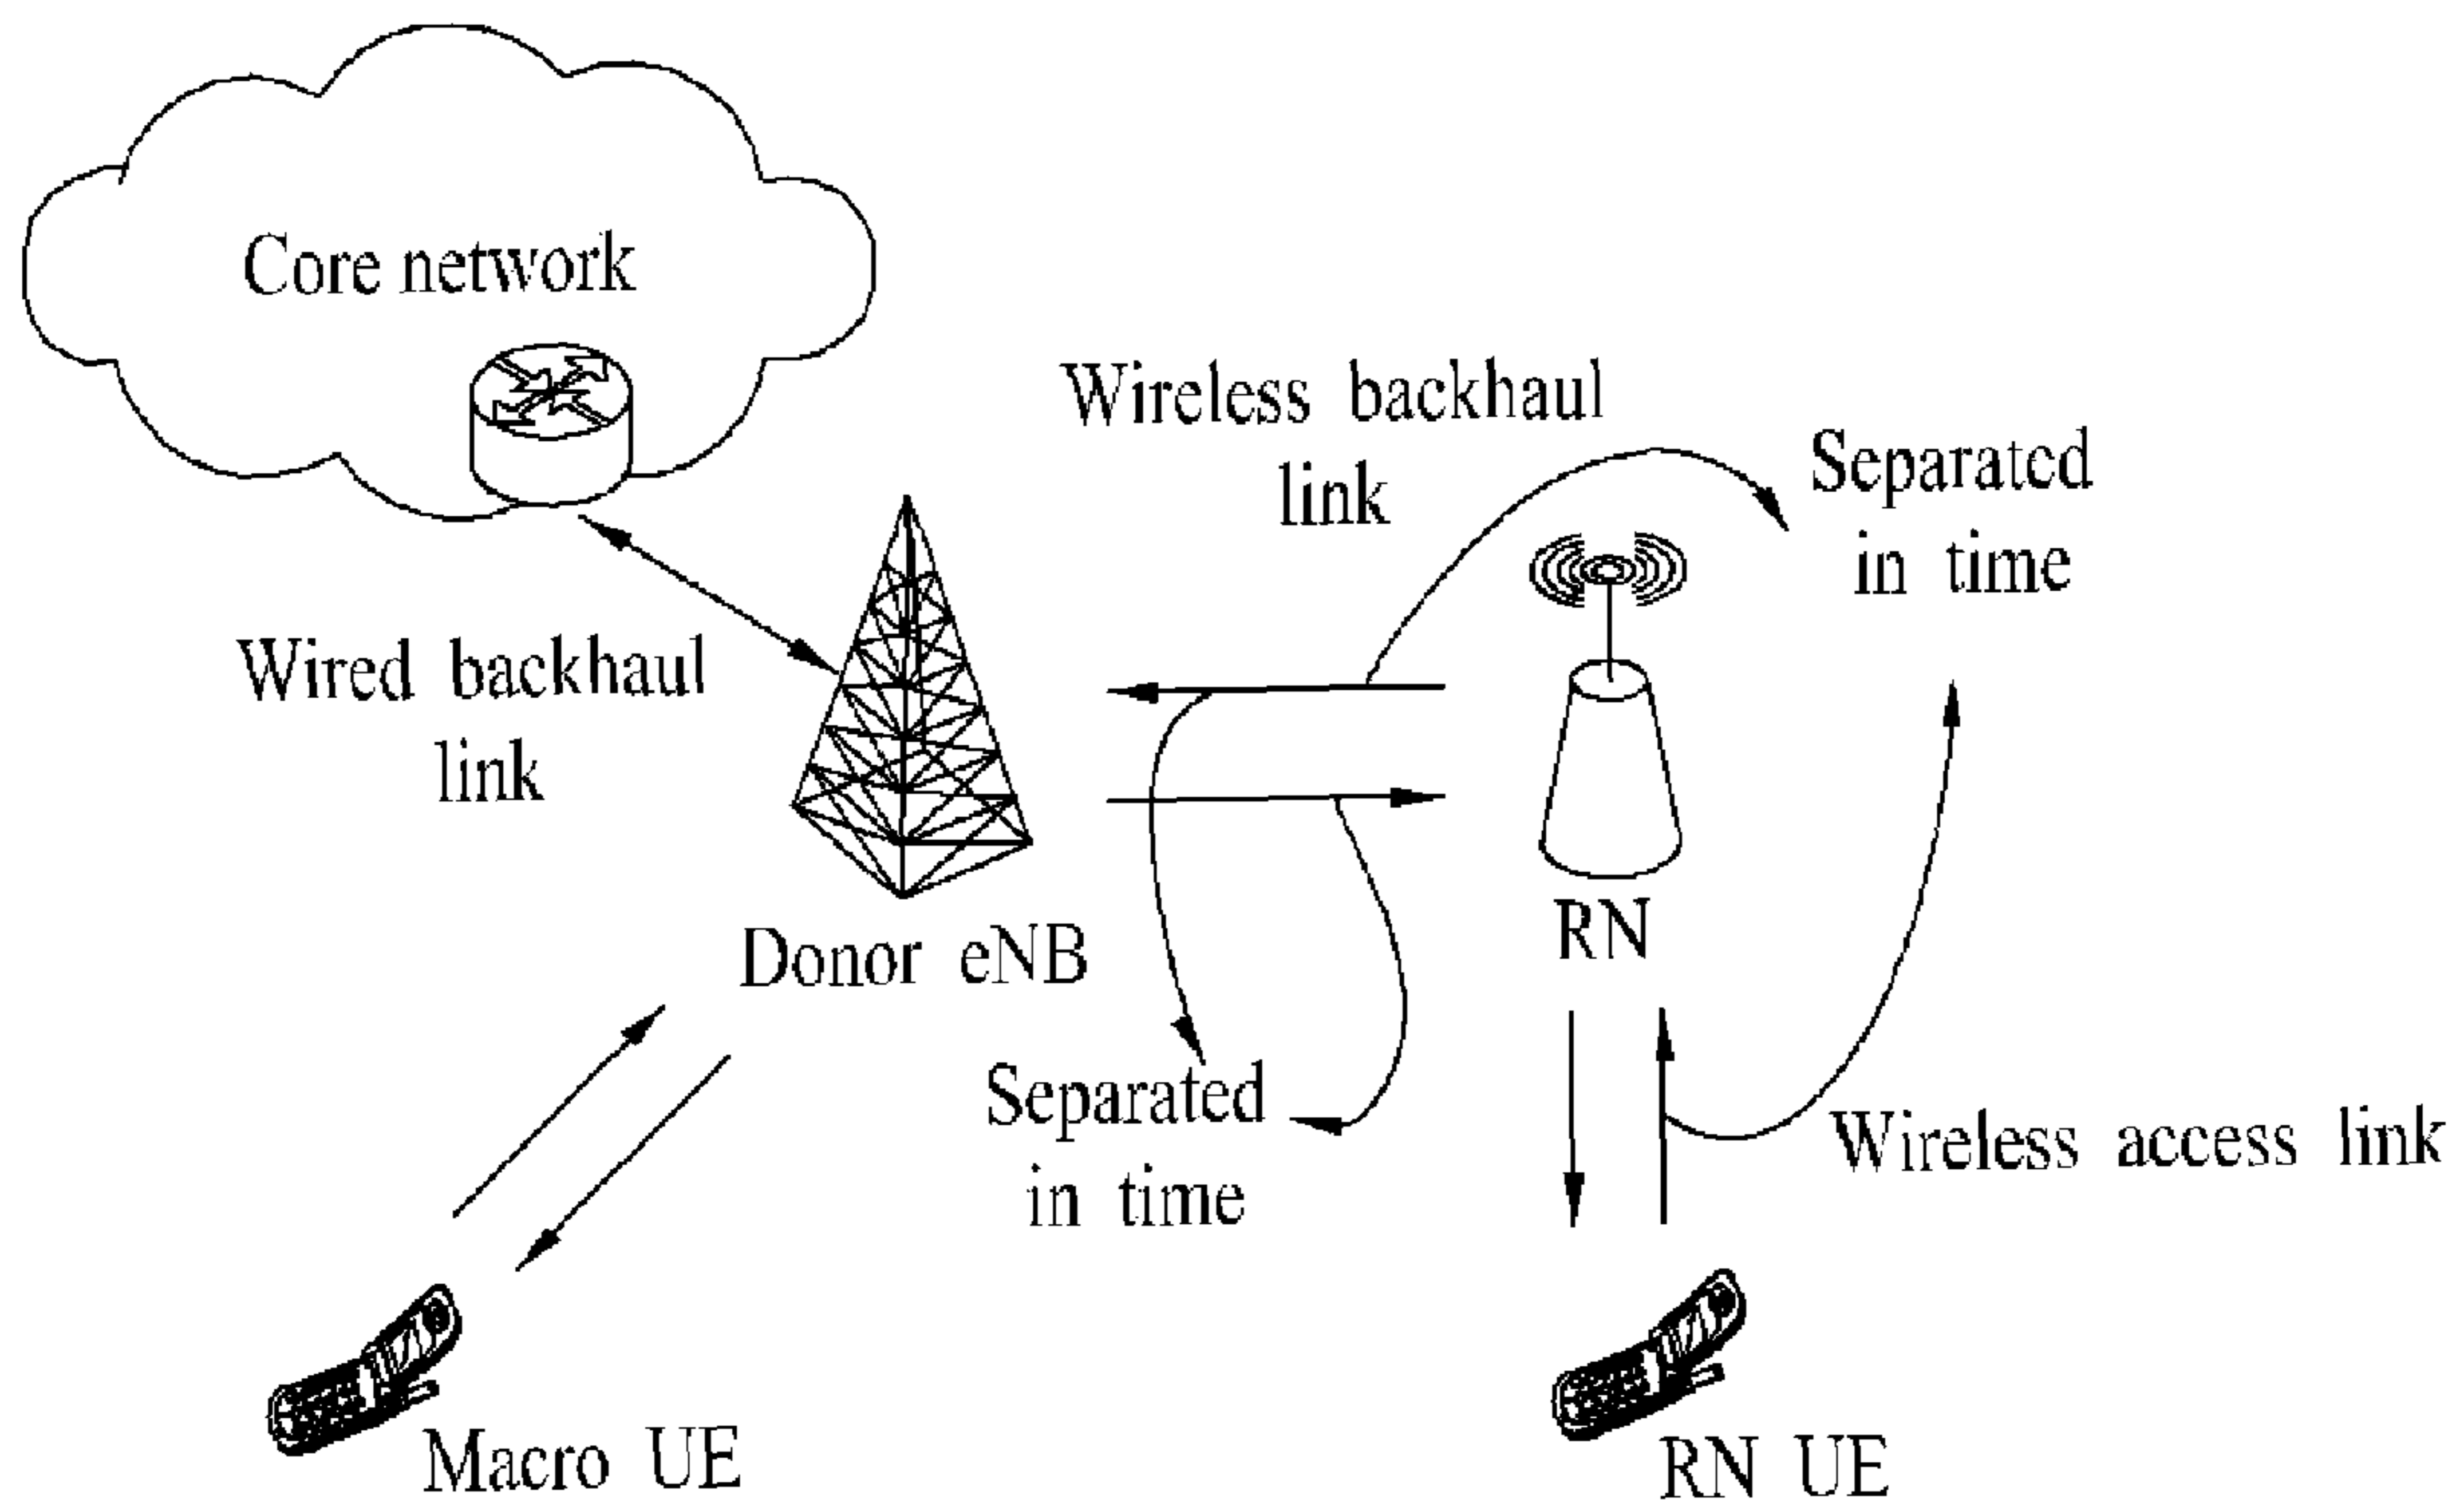 Core network
Wireless backhaul
link
Separated
in time
Wired backhaul
link
RN
Donor eNB
Separated
in time
Wireless access link
Macro UE
RN UE